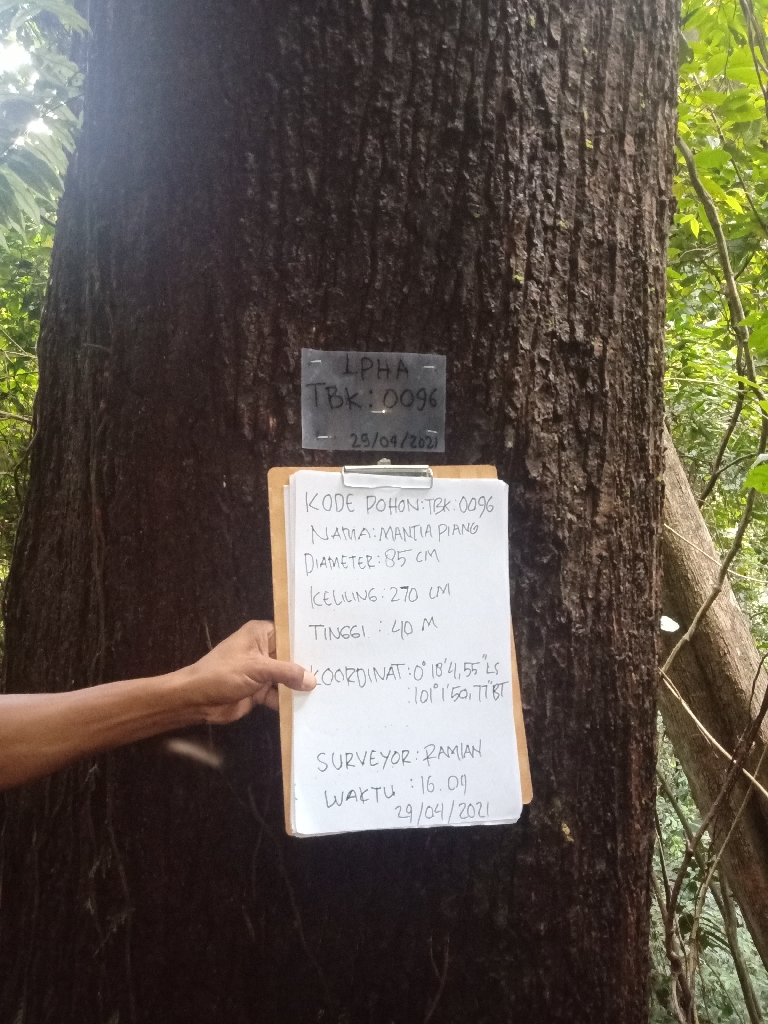 LPHA
TBK: 0096
29/04/2021
KODE POHON: TBK: 0096
NAMA: MANTIA PIANG
DIAMETER: 85 CM
KELILING: 270 CM
TINGGI : 40 M
KOORDINAT: 0° 18' 4,55" LS
: 101° 1' 50,77" BT
SURVEYOR: RAMIAN
WAKTU : 16.07
29/04/2021